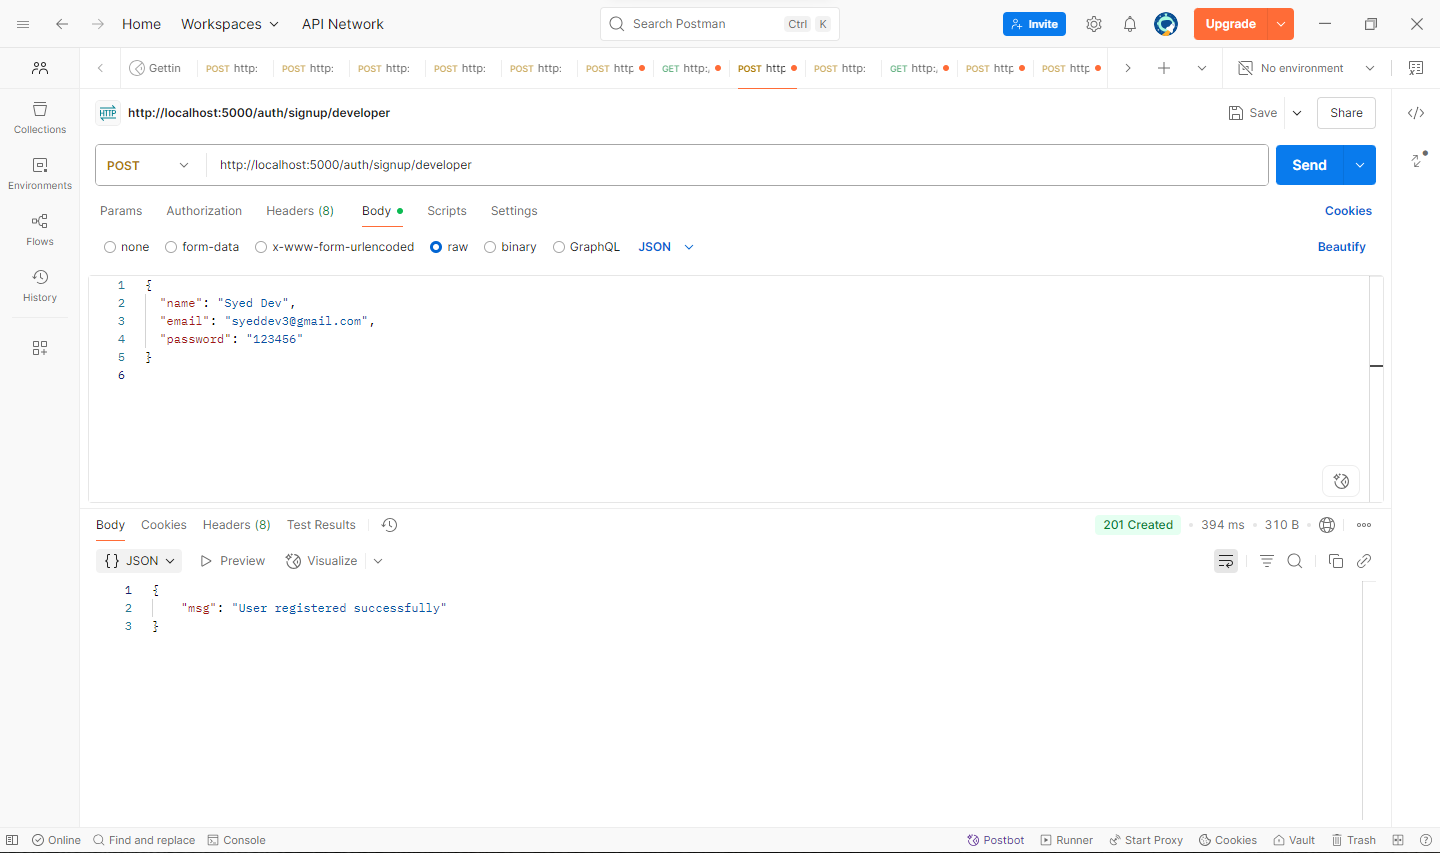 Home Workspaces API Network Search Postman Ctrl K Invite Upgrade
Gettin POST http: POST http: POST http: POST http: POST http: POST http GET http:, POST http POST http: GET http:, POST http POST http No environment
HTTP http://localhost:5000/auth/signup/developer Save Share
Collections
Environments
Flows
History
POST http://localhost:5000/auth/signup/developer Send
Params Authorization Headers (8) Body Scripts Settings Cookies
none form-data x-www-form-urlencoded raw binary GraphQL JSON Beautify
1 {
2 "name": "Syed Dev",
3 "email": "syeddev3@gmail.com",
4 "password": "123456"
5 }
6
Body Cookies Headers (8) Test Results 201 Created 394 ms 310 B
{} JSON Preview Visualize
1 {
2 "msg": "User registered successfully"
3 }
Online Find and replace Console Postbot Runner Start Proxy Cookies Vault Trash